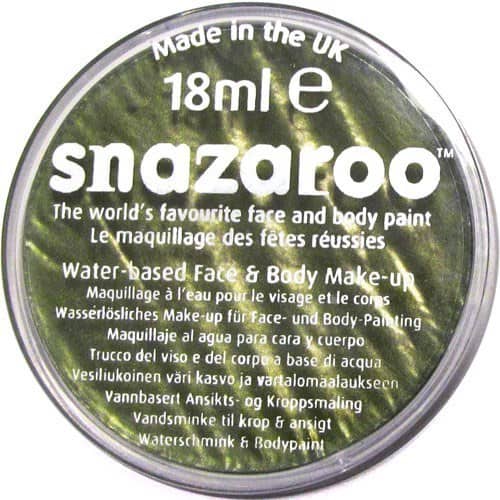 Made in the UK
18ml e
snazaroo™
The world's favourite face and body paint
Le maquillage des fêtes réussies
Water-based Face & Body Make-up
Maquillage à l'eau pour le visage et le corps
Wasserlösliches Make-up für Face- und Body-Painting
Maquillaje al agua para cara y cuerpo
Trucco del viso e del corpo a base di acqua
Vesiliukoinen väri kasvo ja vartalomaalaukseen
Vannbasert Ansikts- og Kroppsmaling
Vandsminke til krop & ansigt
Waterschmink & Bodypaint